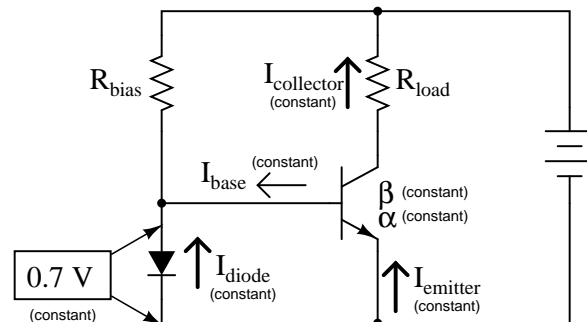 R_bias
I_collector
(constant)
R_load
I_base
(constant)
β (constant)
α (constant)
0.7 V
(constant)
I_diode
(constant)
I_emitter
(constant)